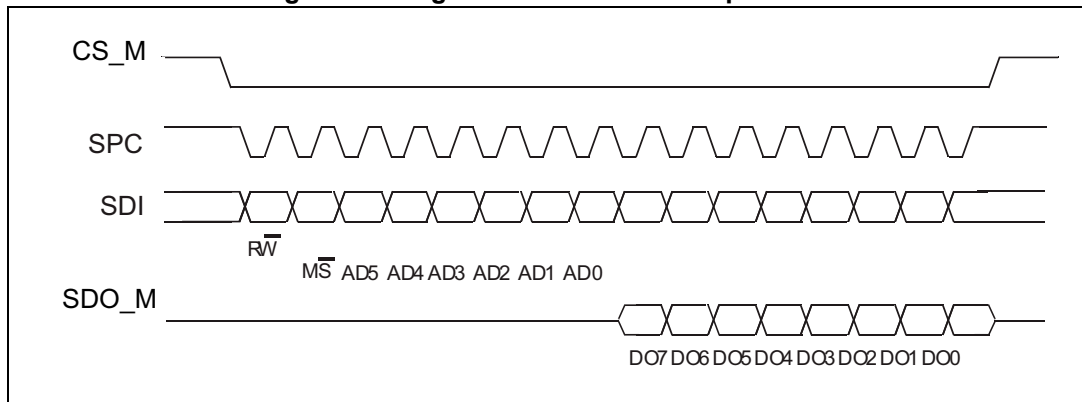 CS_M
SPC
SDI
RW̅
MS̅ AD5 AD4 AD3 AD2 AD1 AD0
SDO_M
DO7 DO6 DO5 DO4 DO3 DO2 DO1 DO0